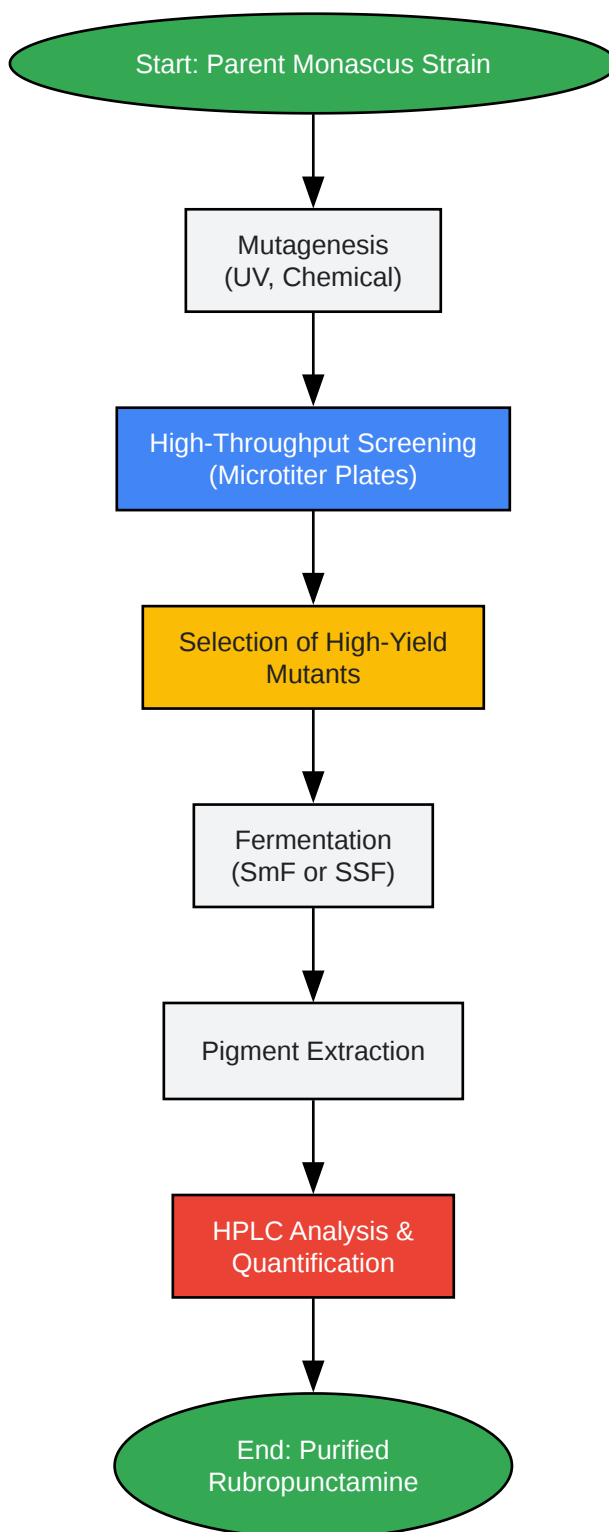 Start: Parent Monascus Strain
Mutagenesis
(UV, Chemical)
High-Throughput Screening
(Microtiter Plates)
Selection of High-Yield
Mutants
Fermentation
(SmF or SSF)
Pigment Extraction
HPLC Analysis &
Quantification
End: Purified
Rubropunctamine